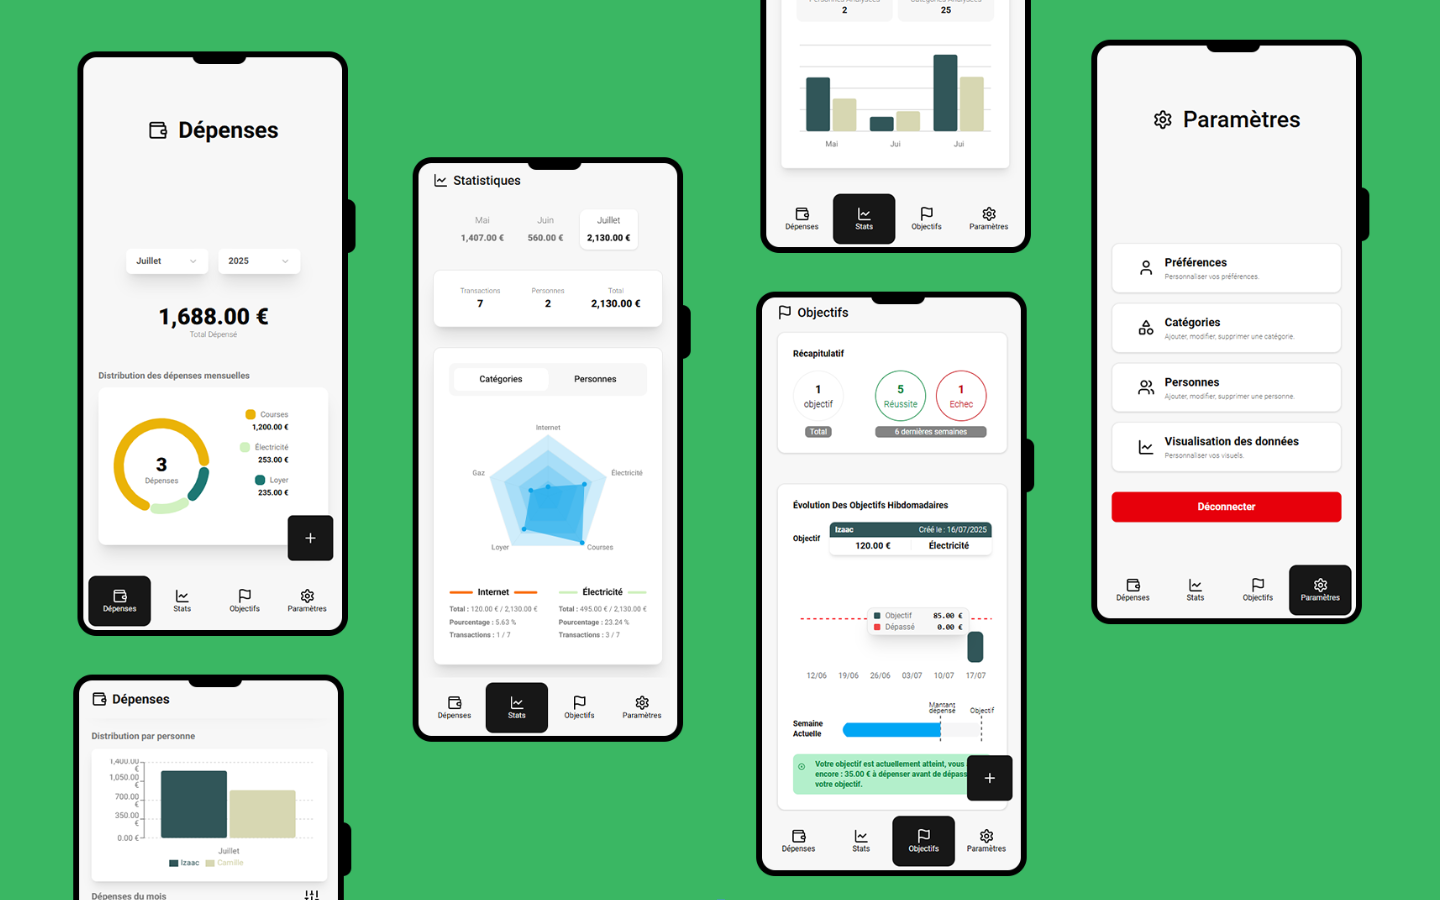 Dépenses
Juillet
2025
1,688.00 €
Total Dépensé
Distribution des dépenses mensuelles
3
Dépenses
Courses
1,200.00 €
Électricité
253.00 €
Loyer
235.00 €
+
Dépenses
Stats
Objectifs
Paramètres
Dépenses
Distribution par personne
1,400.00 €
1,050.00 €
700.00 €
350.00 €
0.00 €
Juillet
Izaac
Camille
Dépenses du mois
Statistiques
Mai
Juin
Juillet
1,407.00 €
560.00 €
2,130.00 €
Transactions
Personnes
Total
7
2
2,130.00 €
Catégories
Personnes
Internet
Gaz
Électricité
Loyer
Courses
Internet
Électricité
Total : 120.00 € / 2,130.00 €
Total : 495.00 € / 2,130.00 €
Pourcentage : 5.63 %
Pourcentage : 23.24 %
Transactions : 1 / 7
Transactions : 3 / 7
Dépenses
Stats
Objectifs
Paramètres
Personnes Analysées
Catégories Analysées
2
25
Mai
Jui
Jui
Dépenses
Stats
Objectifs
Paramètres
Objectifs
Récapitulatif
1
objectif
5
Réussite
1
Echec
Total
6 dernières semaines
Évolution Des Objectifs Hibdomadaires
Objectif
Izaac
Créé le : 16/07/2025
120.00 €
Électricité
Objectif
85.00 €
Dépassé
0.00 €
12/06
19/06
26/06
03/07
10/07
17/07
Mantant dépensé
Objectif
Semaine Actuelle
Votre objectif est actuellement atteint, vous
encore : 35.00 € à dépenser avant de dépass
votre objectif.
+
Dépenses
Stats
Objectifs
Paramètres
Paramètres
Préférences
Personnaliser vos préférences.
Catégories
Ajouter, modifier, supprimer une catégorie.
Personnes
Ajouter, modifier, supprimer une personne.
Visualisation des données
Personnaliser vos visuels.
Déconnecter
Dépenses
Stats
Objectifs
Paramètres